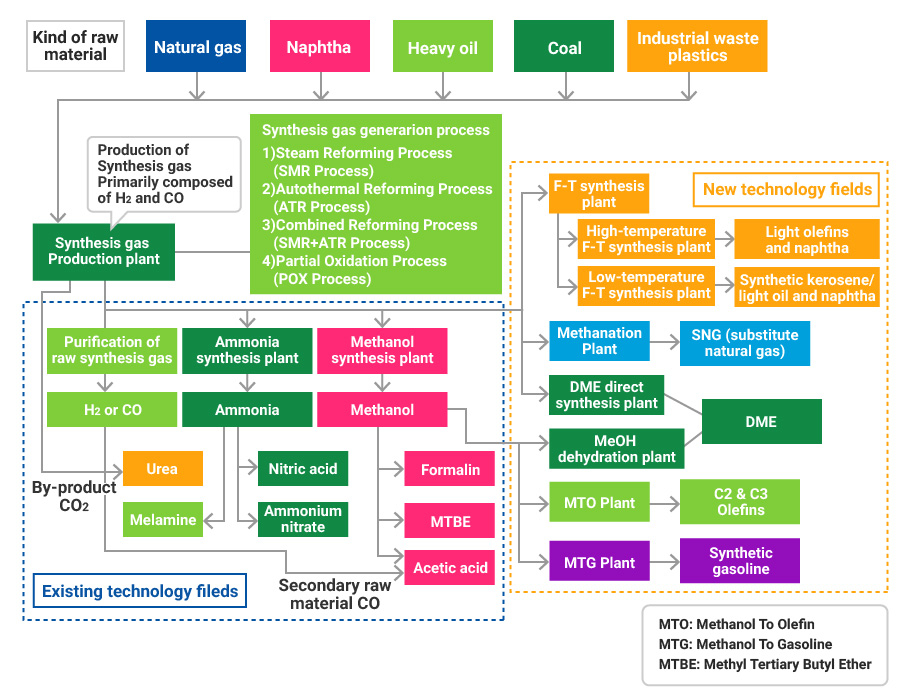 Kind of raw
material
Natural gas
Naphtha
Heavy oil
Coal
Industrial waste
plastics
Production of
Synthesis gas
Primarily composed
of H2 and CO
Synthesis gas generarion process
1)Steam Reforming Process
(SMR Process)
2)Autothermal Reforming Process
(ATR Process)
3)Combined Reforming Process
(SMR+ATR Process)
4)Partial Oxidation Process
(POX Process)
Synthesis gas
Production plant
New technology fields
F-T synthesis
plant
High-temperature
F-T synthesis plant
Light olefins
and naphtha
Low-temperature
F-T synthesis plant
Synthetic kerosene/
light oil and naphtha
Methanation
Plant
SNG (substitute
natural gas)
DME direct
synthesis plant
DME
MeOH
dehydration plant
MTO Plant
C2 & C3
Olefins
MTG Plant
Synthetic
gasoline
Purification of
raw synthesis gas
Ammonia
synthesis plant
Methanol
synthesis plant
H2 or CO
Ammonia
Methanol
Urea
Nitric acid
Formalin
By-product
CO2
Melamine
Ammonium
nitrate
MTBE
Acetic acid
Secondary raw
material CO
Existing technology fileds
MTO: Methanol To Olefin
MTG: Methanol To Gasoline
MTBE: Methyl Tertiary Butyl Ether